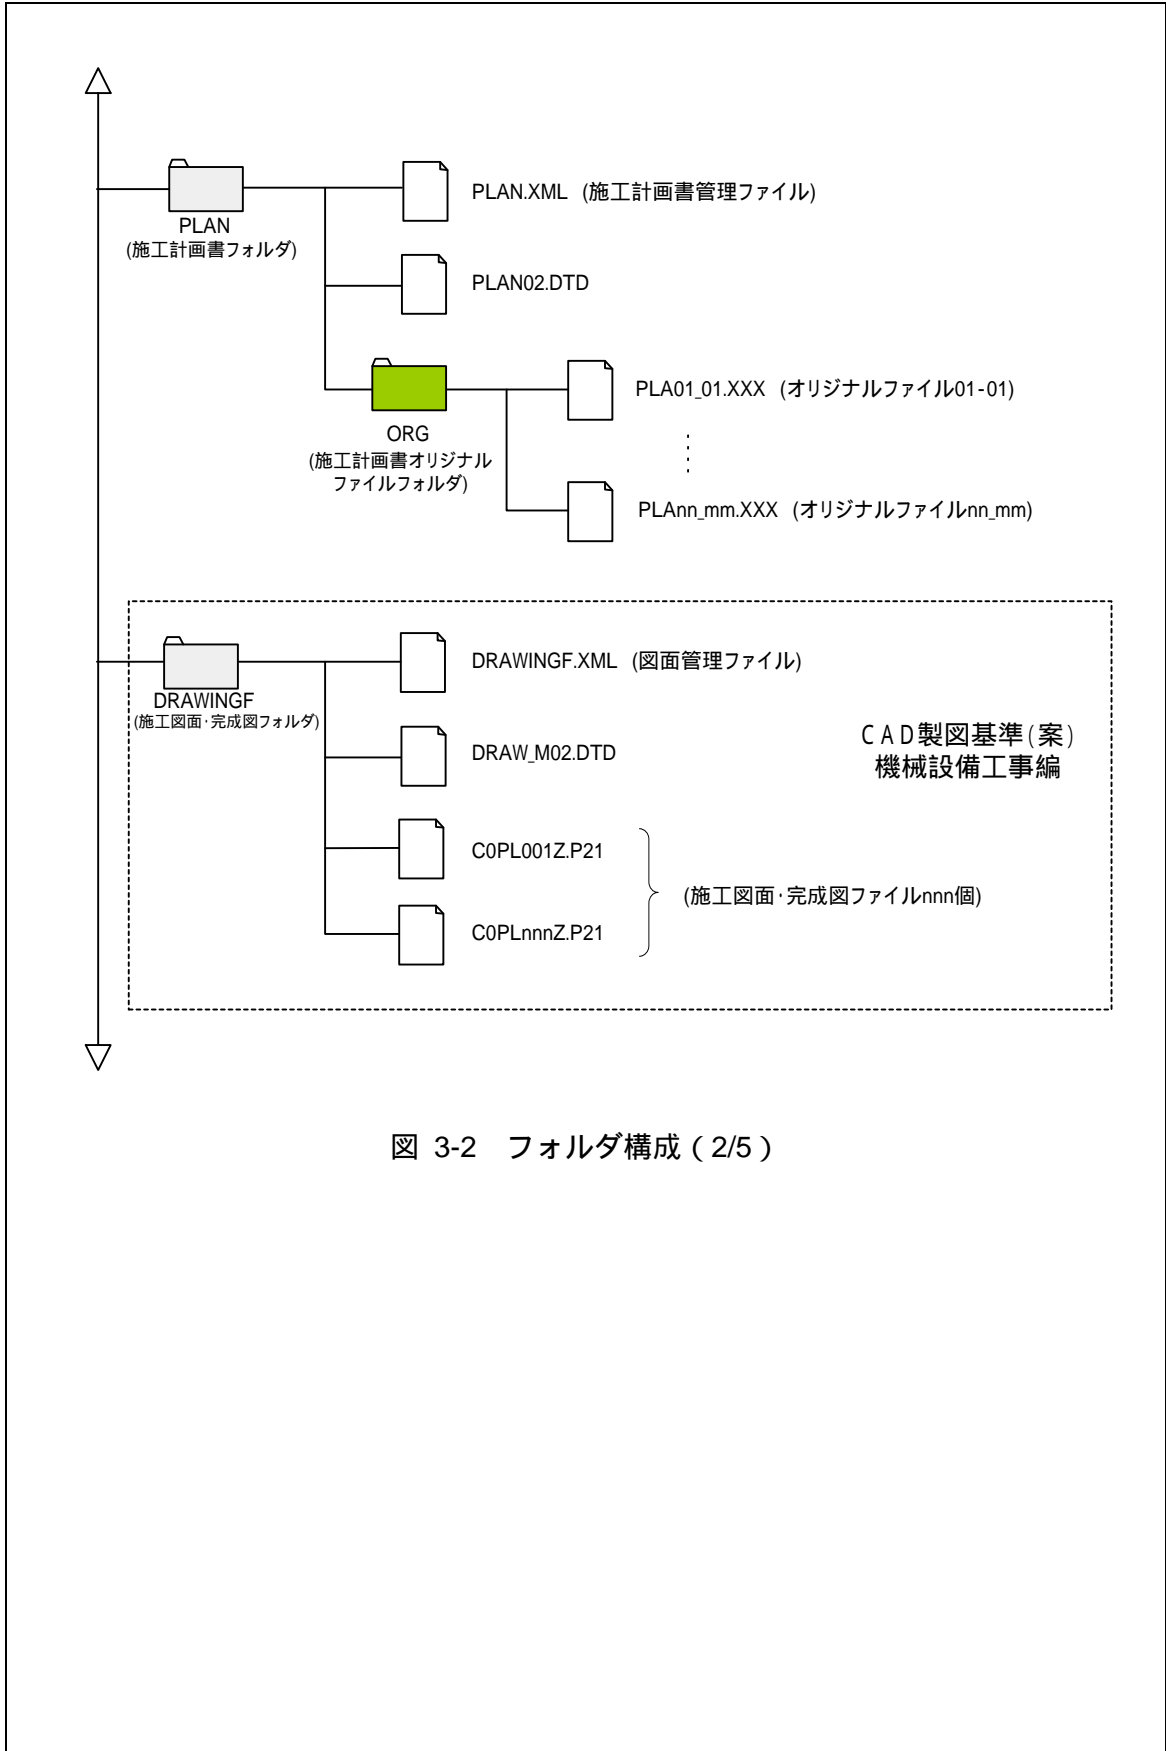 PLAN.XML (施工計画書管理ファイル)
PLAN
(施工計画書フォルダ)
PLAN02.DTD
PLA01_01.XXX (オリジナルファイル01-01)
ORG
(施工計画書オリジナル
ファイルフォルダ)
PLAnn_mm.XXX (オリジナルファイルnn_mm)
DRAWINGF.XML (図面管理ファイル)
DRAWINGF
(施工図面・完成図フォルダ)
DRAW_M02.DTD
CAD製図基準(案)
機械設備工事編
C0PL001Z.P21
(施工図面・完成図ファイルnnn個)
C0PLnnnZ.P21
図 3-2 フォルダ構成(2/5)